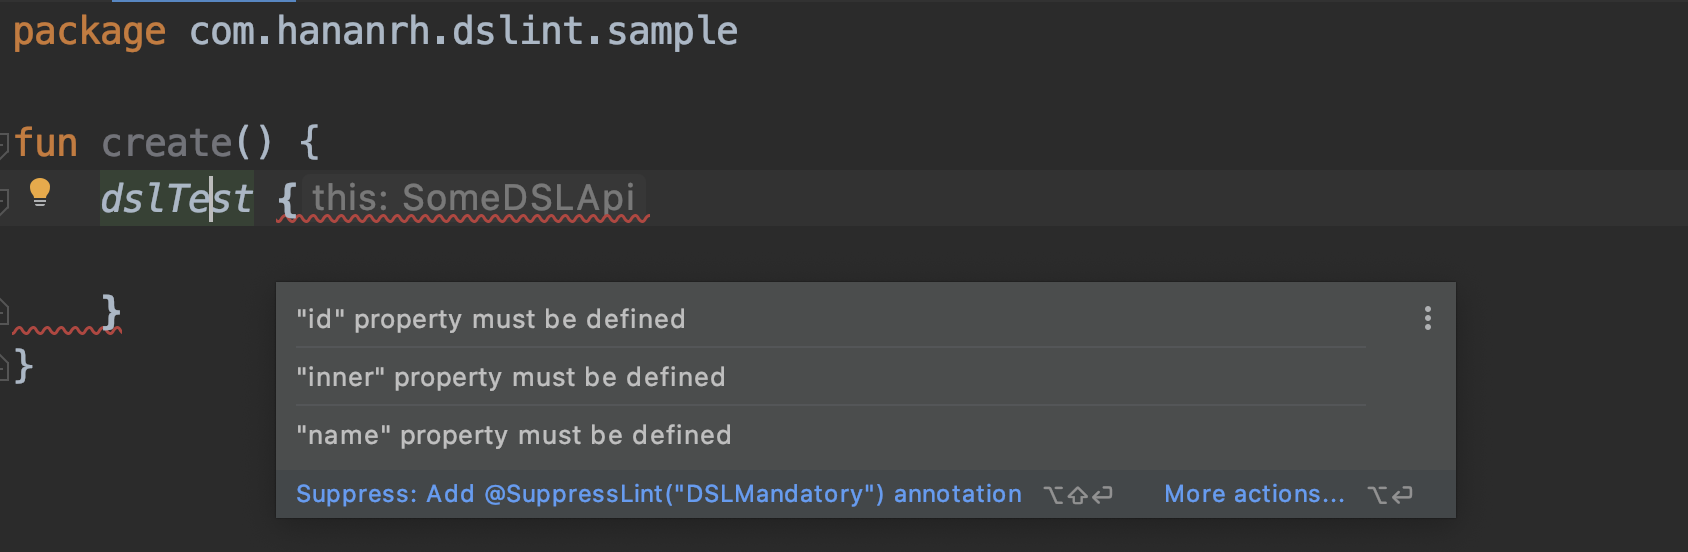 package com.hananrh.dslint.sample
fun create() {
dslTest { this: SomeDSLApi
}
}
"id" property must be defined
"inner" property must be defined
"name" property must be defined
Suppress: Add @SuppressLint("DSLMandatory") annotation ⌥⇧⏎ More actions... ⌥⏎